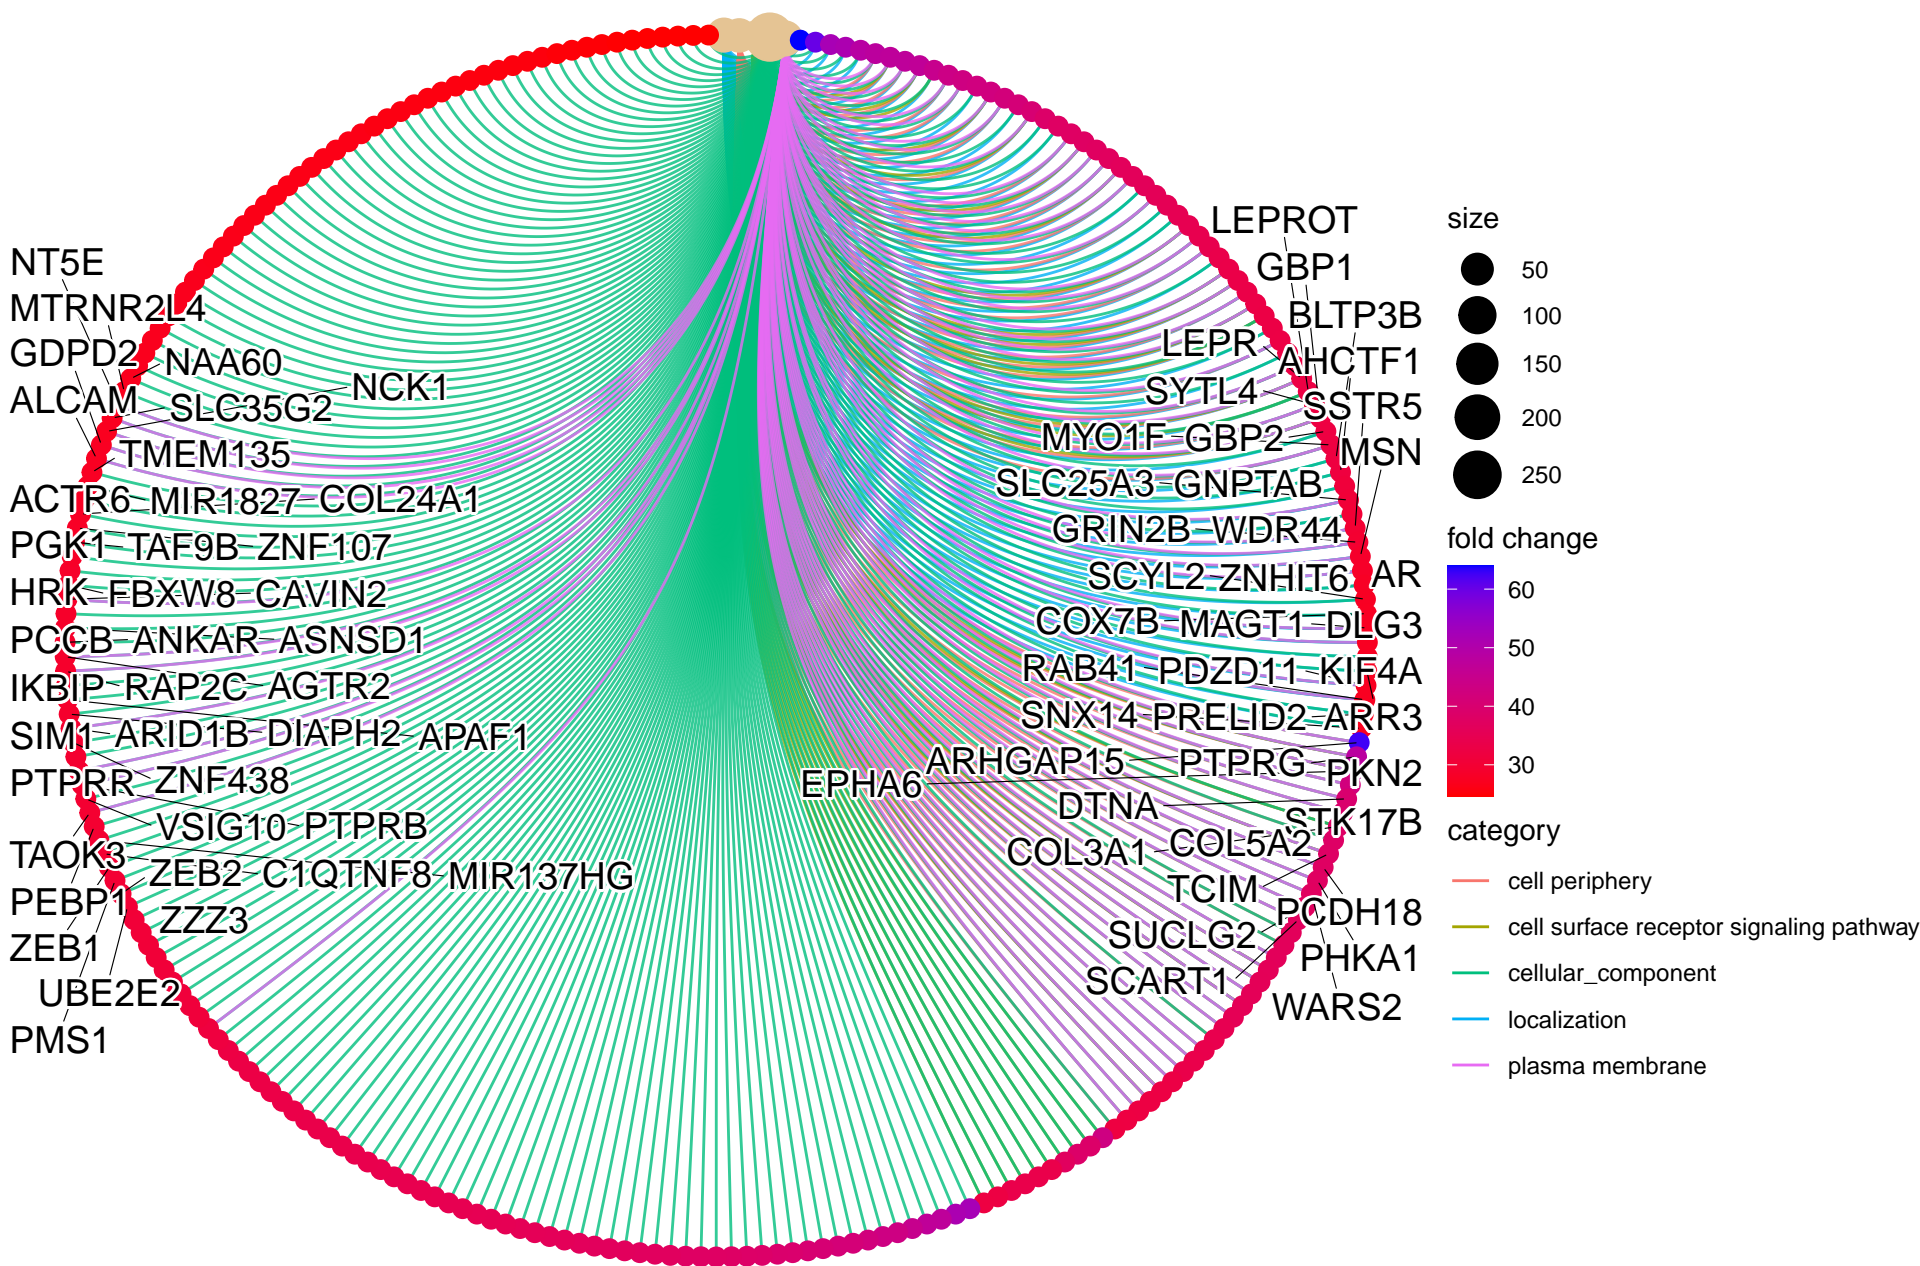 NT5E
MTRNR2L4
GDPD2 NAA60
ALCAM SLC35G2 NCK1
TMEM135
ACTR6 MIR1827 COL24A1
PGK1 TAF9B ZNF107
HRK FBXW8 CAVIN2
PCCB ANKAR ASNSD1
IKBIP RAP2C AGTR2
SIM1 ARID1B DIAPH2 APAF1
PTPRR ZNF438
VSIG10 PTPRB
TAOK3 ZEB2 C1QTNF8 MIR137HG
PEBP1 ZZZ3
ZEB1
UBE2E2
PMS1
LEPROT
GBP1
BLTP3B
LEPR AHCTF1
SYTL4 SSTR5
MYO1F GBP2 MSN
SLC25A3 GNPTAB
GRIN2B WDR44
SCYL2 ZNHIT6 AR
COX7B MAGT1 DLG3
RAB41 PDZD11 KIF4A
SNX14 PRELID2 ARR3
EPHA6 ARHGAP15 PTPRG PKN2
DTNA STK17B
COL3A1 COL5A2
TCIM
PCDH18
SUCLG2
PHKA1
SCART1
WARS2
size
50
100
150
200
250
fold change
60
50
40
30
category
cell periphery
cell surface receptor signaling pathway
cellular_component
localization
plasma membrane